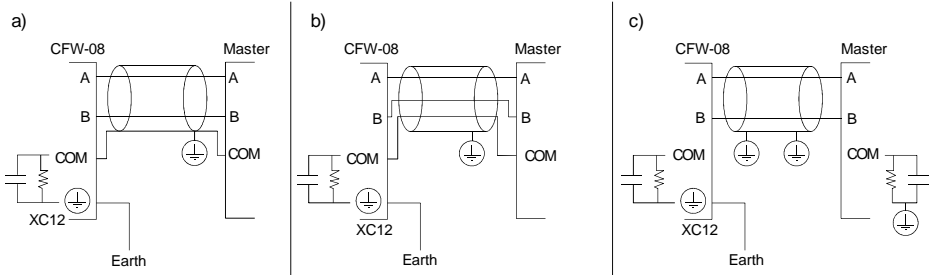 a)
CFW-08
Master
A
A
B
B
COM
COM
XC12
Earth
b)
CFW-08
Master
A
A
B
B
COM
COM
XC12
Earth
c)
CFW-08
Master
A
A
B
B
COM
COM
XC12
Earth